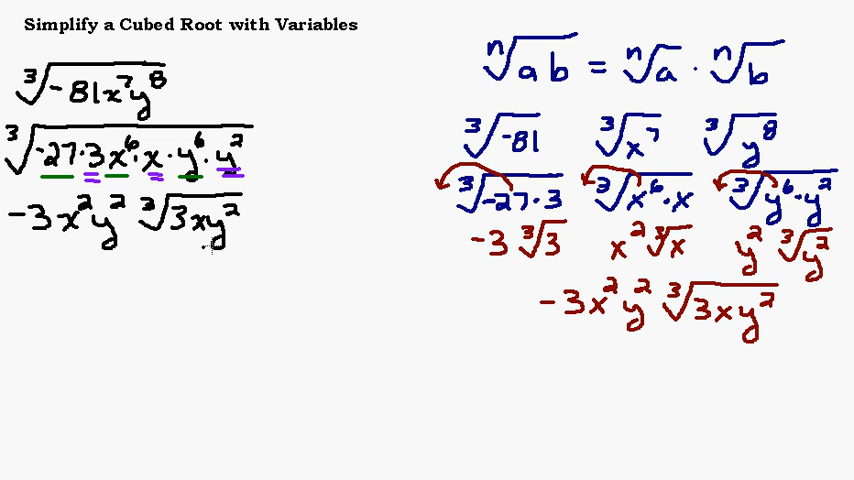 Simplify a Cubed Root with Variables
∛-81x⁷y⁸
∛-27·3x⁶·x·y⁶·y²
-3x²y² ∛3xy²
ⁿ√ab = ⁿ√a · ⁿ√b
∛-81 ∛x⁷ ∛y⁸
∛-27·3 ∛x⁶·x ∛y⁶·y²
-3 ∛3 x² ∛x y² ∛y²
-3x²y² ∛3xy²